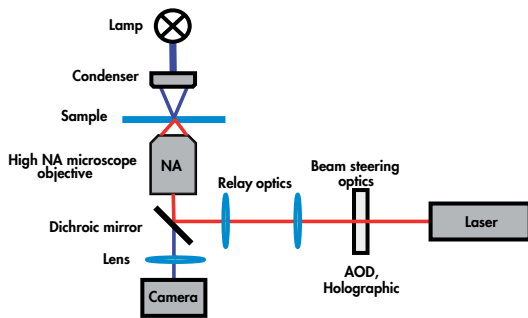 Lamp
Condenser
Sample
High NA microscope
objective
NA
Beam steering
optics
Relay optics
Laser
Dichroic mirror
Lens
AOD,
Holographic
Camera